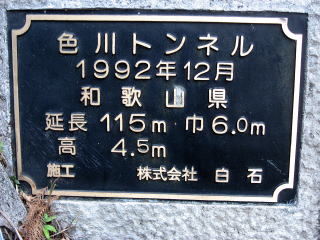 色川トンネル
1992年12月
和歌山県
延長 115m 巾6.0m
高 4.5m
施工 株式会社 白石